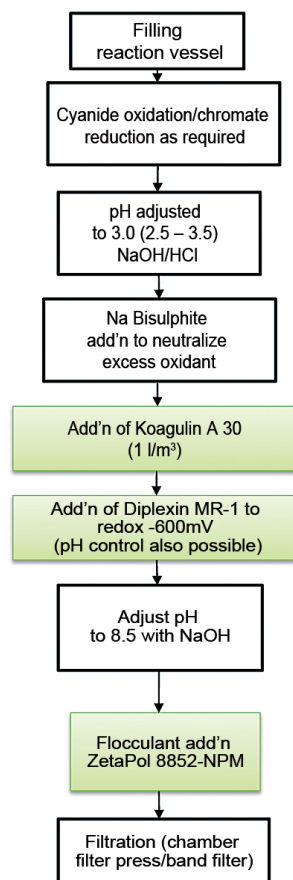 Filling
reaction vessel
Cyanide oxidation/chromate
reduction as required
pH adjusted
to 3.0 (2.5 – 3.5)
NaOH/HCl
Na Bisulphite
add'n to neutralize
excess oxidant
Add'n of Koagulin A 30
(1 l/m³)
Add'n of Diplexin MR-1 to
redox -600mV
(pH control also possible)
Adjust pH
to 8.5 with NaOH
Flocculant add'n
ZetaPol 8852-NPM
Filtration (chamber
filter press/band filter)